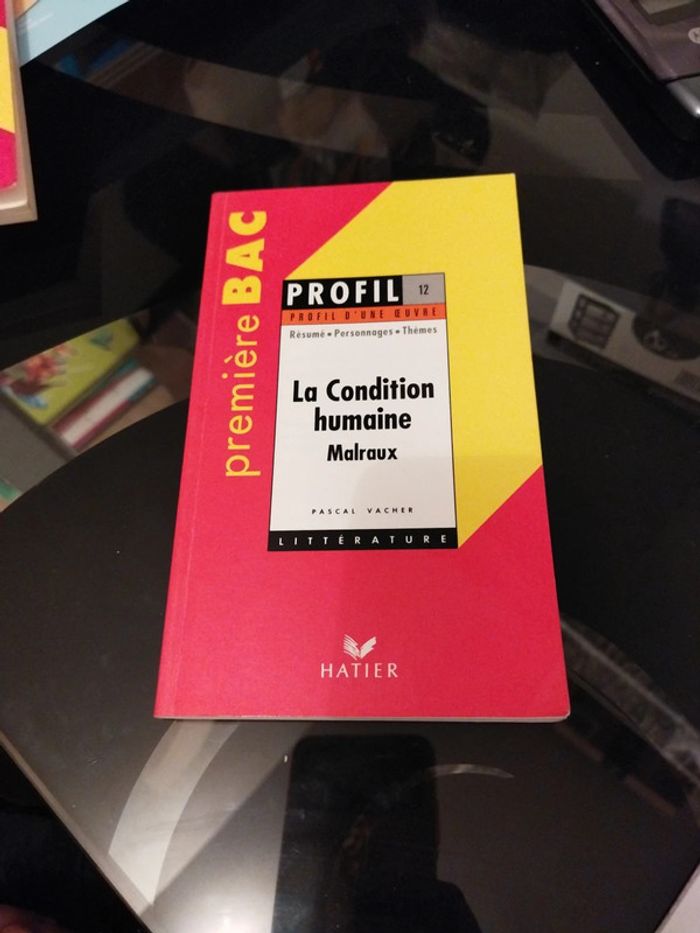 première BAC
PROFIL 12
PROFIL D'UNE ŒUVRE
Résumé • Personnages • Thèmes
La Condition
humaine
Malraux
PASCAL VACHER
LITTÉRATURE
HATIER